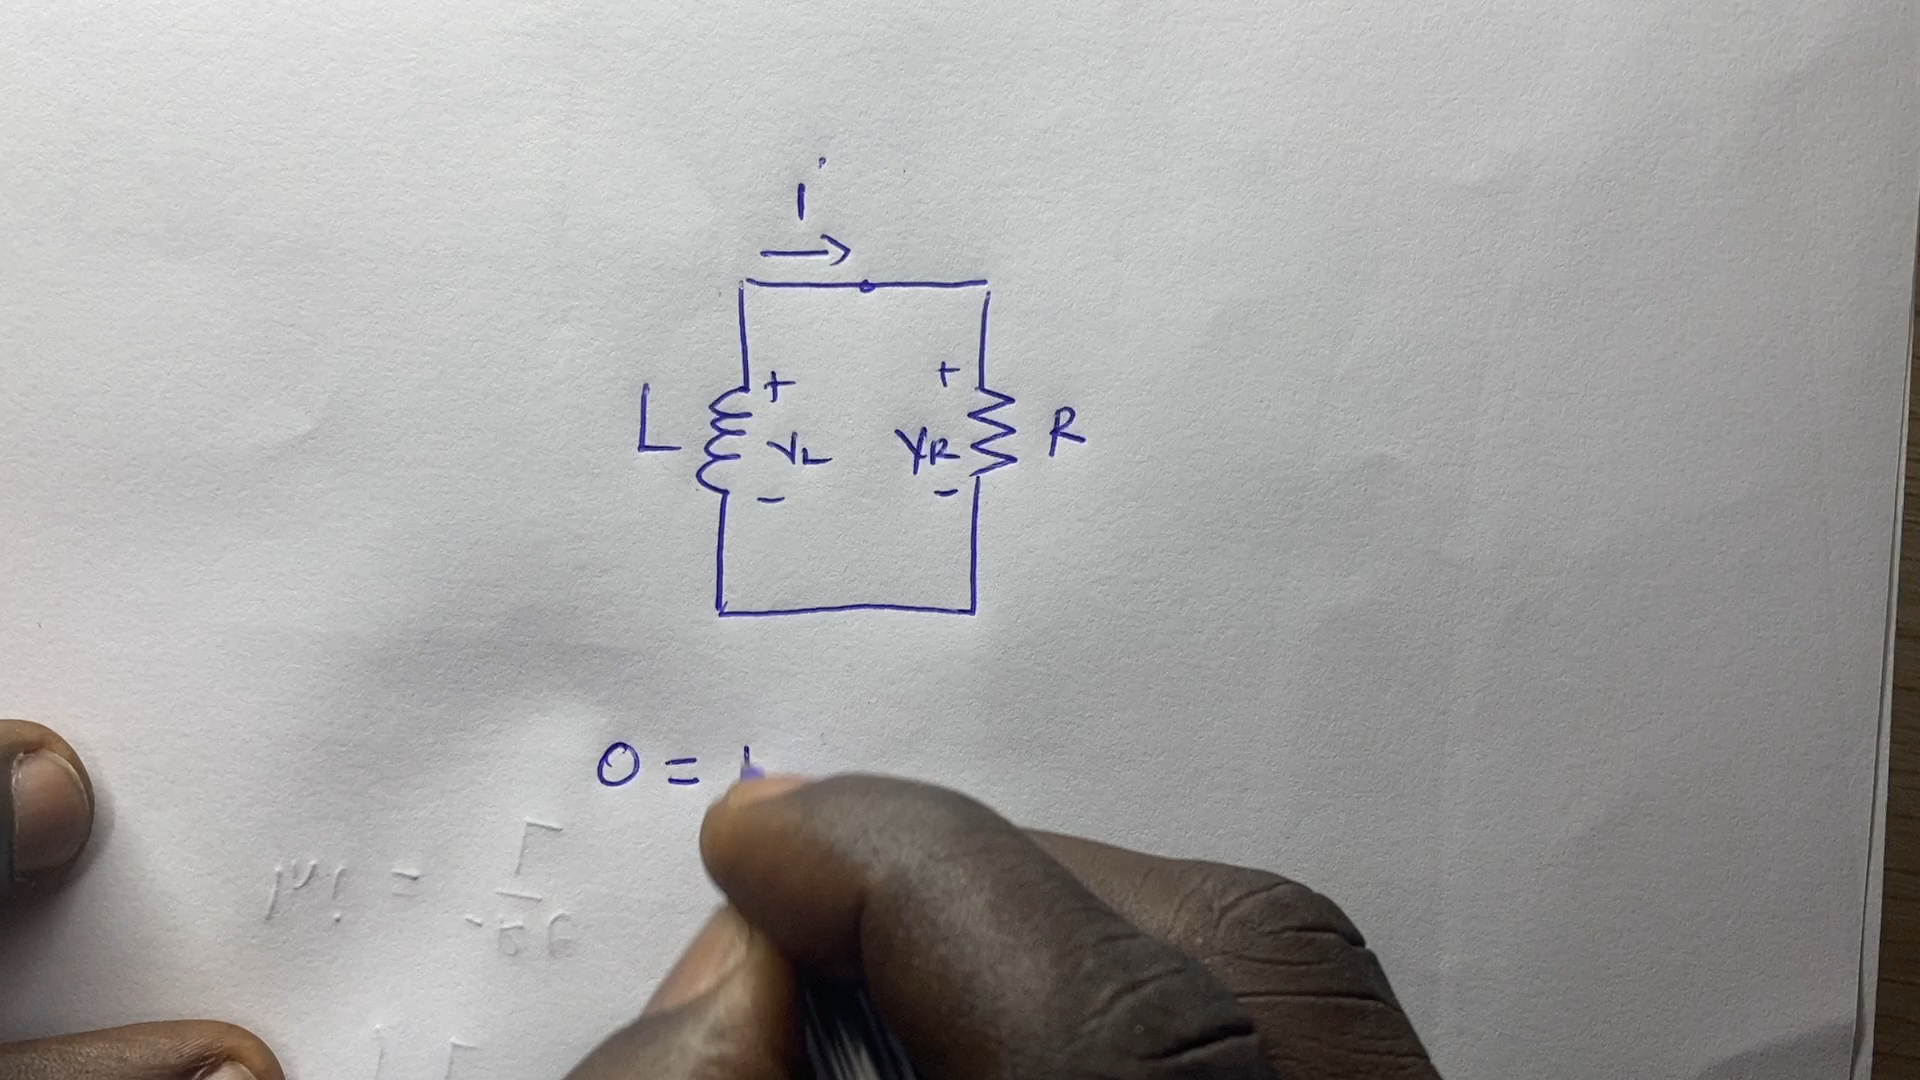 i
+ +
L VL VR R
- -
0 =